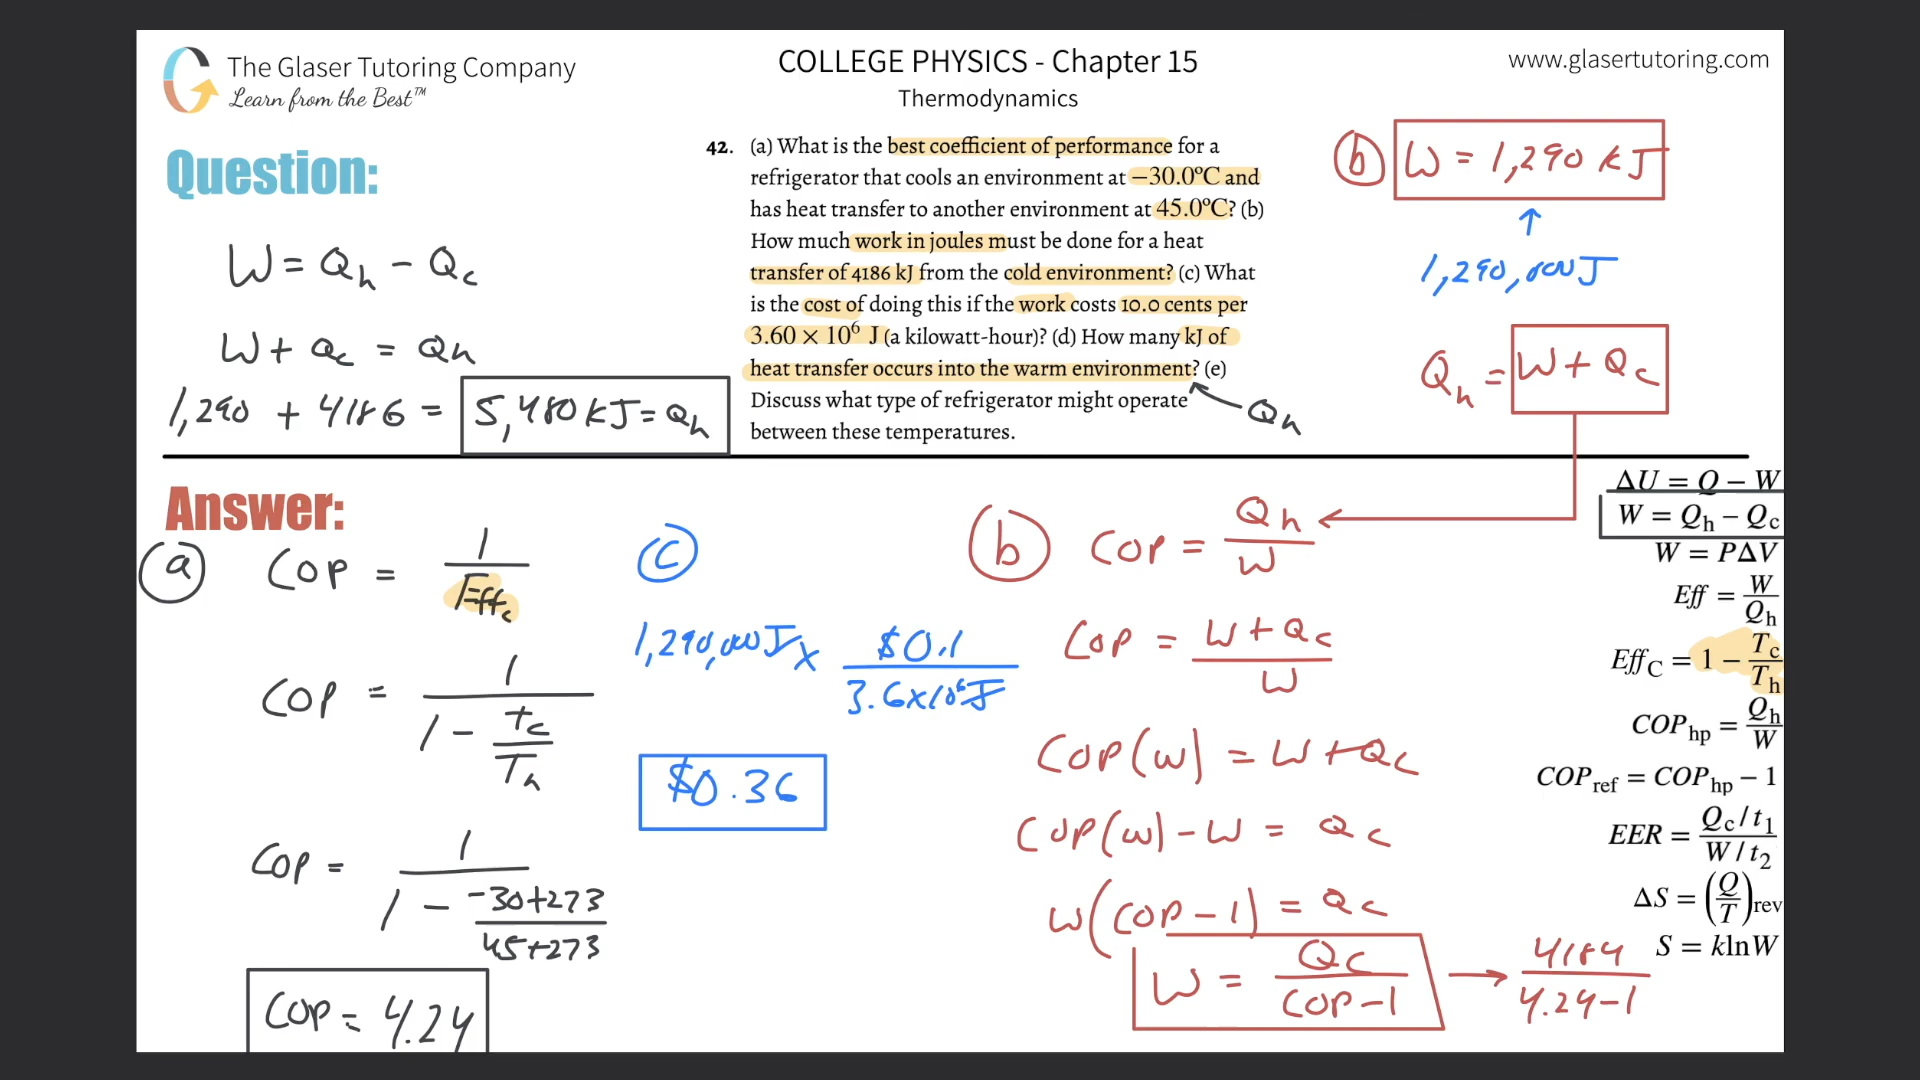 The Glaser Tutoring Company
Learn from the Best™
COLLEGE PHYSICS - Chapter 15
Thermodynamics
www.glasertutoring.com
Question:
W = Qh - Qc
W + Qc = Qh
1,290 + 4186 = 5,480 kJ = Qh
42. (a) What is the best coefficient of performance for a
refrigerator that cools an environment at −30.0ºC and
has heat transfer to another environment at 45.0ºC? (b)
How much work in joules must be done for a heat
transfer of 4186 kJ from the cold environment? (c) What
is the cost of doing this if the work costs 10.0 cents per
3.60 × 10⁶ J (a kilowatt-hour)? (d) How many kJ of
heat transfer occurs into the warm environment? (e)
Discuss what type of refrigerator might operate
between these temperatures.
Qh
(b) W = 1,290 kJ
↑
1,290,000 J
Qh = W + Qc
Answer:
(a) COP = 1 / Effc
COP = 1 / (1 - Tc / Th)
COP = 1 / (1 - (-30+273) / (45+273))
COP = 4.24
(c)
1,290,000 J x $0.1 / 3.6x10⁶J
$0.36
(b) COP = Qh / W
COP = W + Qc / W
COP(W) = W + Qc
COP(W) - W = Qc
W(COP - 1) = Qc
W = Qc / COP - 1 → 4184 / 4.24 - 1
ΔU = Q − W
W = Qh − Qc
W = PΔV
Eff = W / Qh
EffC = 1 − Tc / Th
COPhp = Qh / W
COPref = COPhp − 1
EER = Qc / t₁ / W / t₂
ΔS = (Q / T)rev
S = klnW